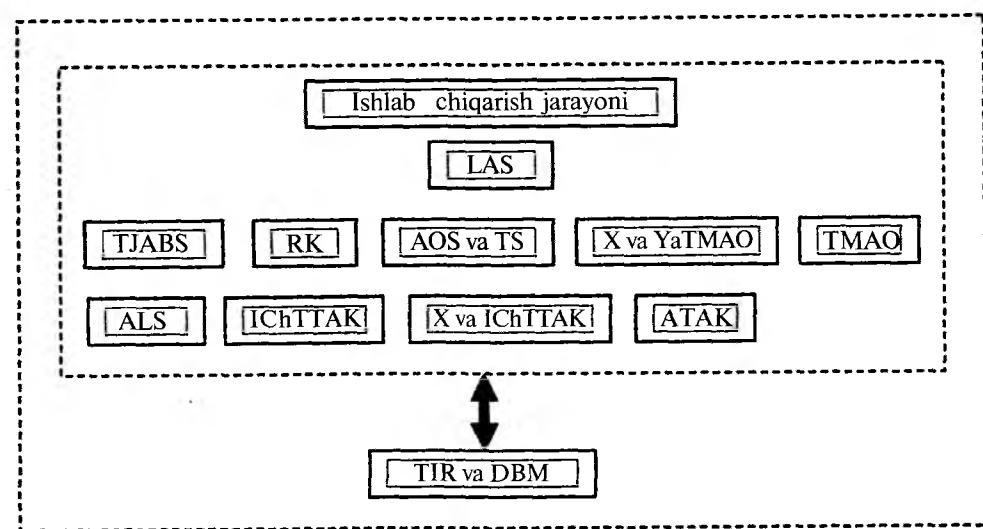 Ishlab chiqarish jarayoni
LAS
TJABS RK AOS va TS X va YaTMAO TMAO
ALS IChTTAK X va IChTTAK ATAK
TIR va DBM